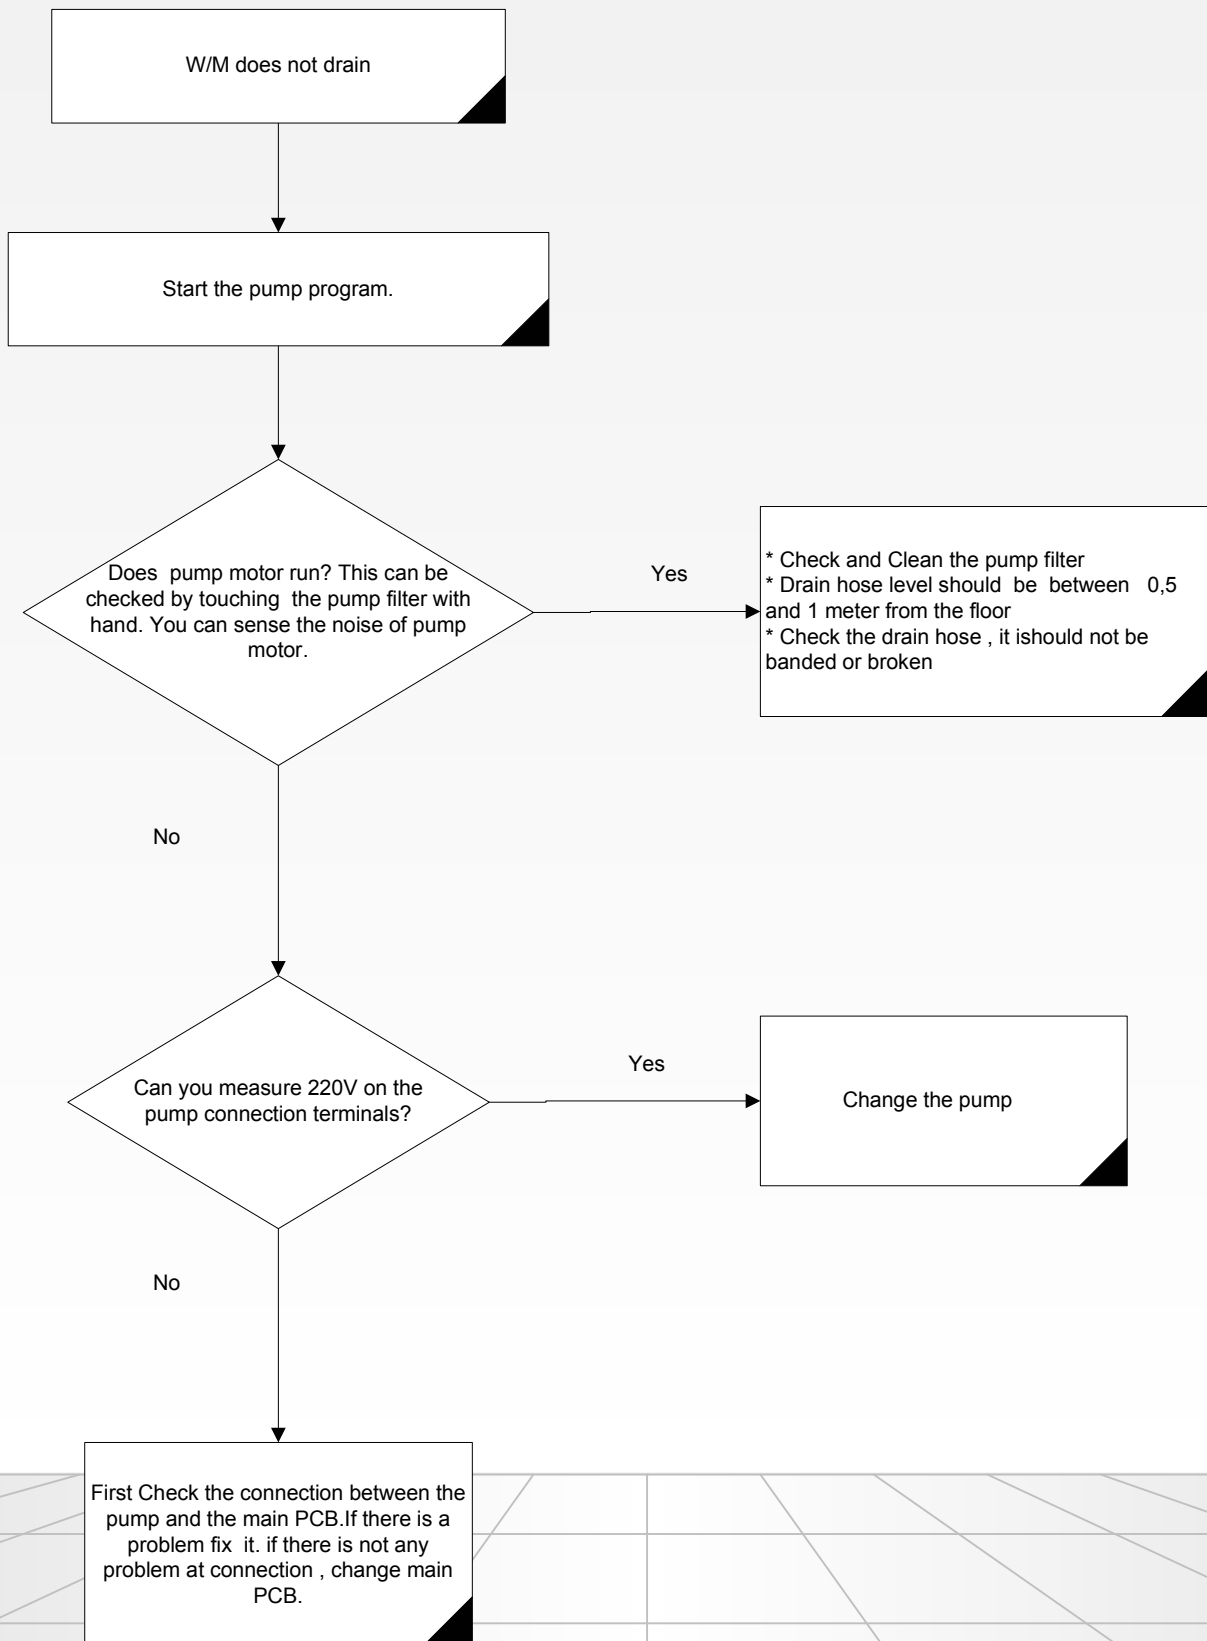 W/M does not drain
Start the pump program.
Does pump motor run? This can be
checked by touching the pump filter with
hand. You can sense the noise of pump
motor.
Yes
* Check and Clean the pump filter
* Drain hose level should be between 0,5
and 1 meter from the floor
* Check the drain hose , it ishould not be
banded or broken
No
Can you measure 220V on the
pump connection terminals?
Yes
Change the pump
No
First Check the connection between the
pump and the main PCB.If there is a
problem fix it. if there is not any
problem at connection , change main
PCB.